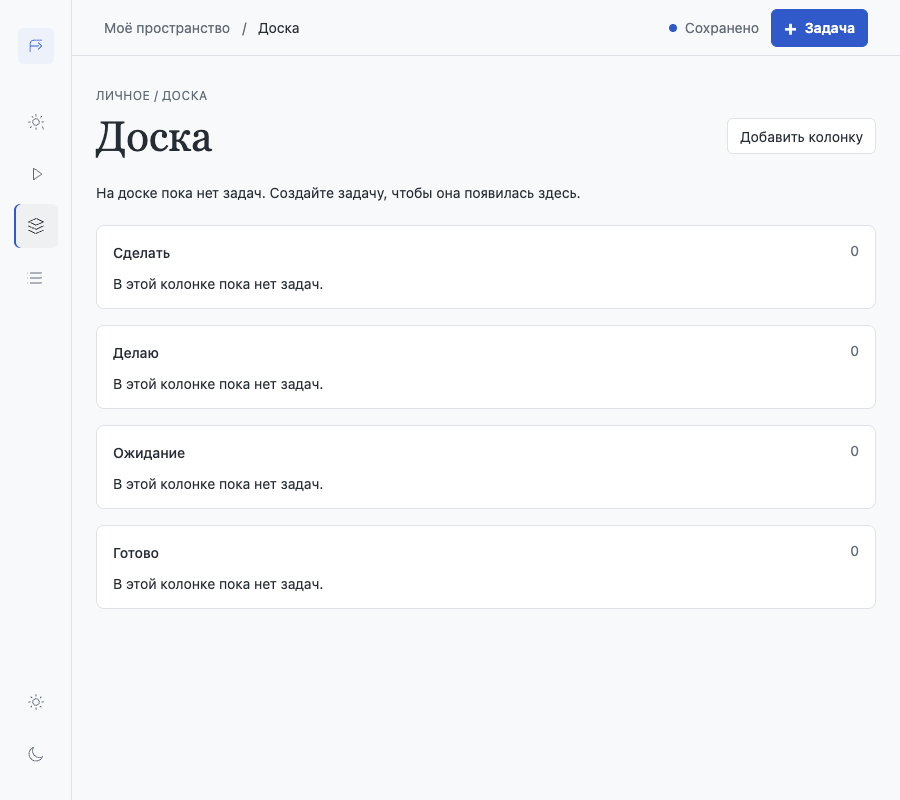 Моё пространство / Доска
Сохранено
+ Задача
ЛИЧНОЕ / ДОСКА
Доска
Добавить колонку
На доске пока нет задач. Создайте задачу, чтобы она появилась здесь.
Сделать 0
В этой колонке пока нет задач.
Делаю 0
В этой колонке пока нет задач.
Ожидание 0
В этой колонке пока нет задач.
Готово 0
В этой колонке пока нет задач.